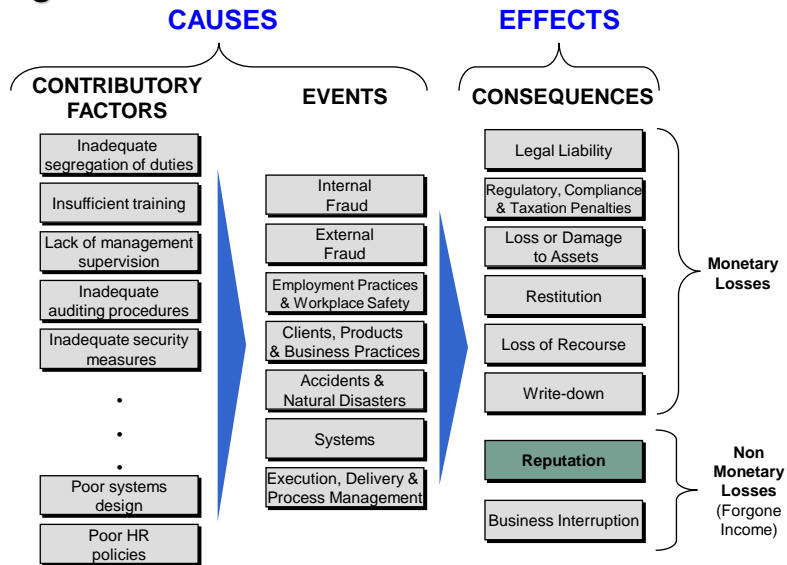 CAUSES
EFFECTS
CONTRIBUTORY
FACTORS
EVENTS
CONSEQUENCES
Inadequate
segregation of duties
Insufficient training
Lack of management
supervision
Inadequate
auditing procedures
Inadequate security
measures
.
.
.
Poor systems
design
Poor HR
policies
Internal
Fraud
External
Fraud
Employment Practices
& Workplace Safety
Clients, Products
& Business Practices
Accidents &
Natural Disasters
Systems
Execution, Delivery &
Process Management
Legal Liability
Regulatory, Compliance
& Taxation Penalties
Loss or Damage
to Assets
Restitution
Loss of Recourse
Write-down
Reputation
Business Interruption
Monetary
Losses
Non
Monetary
Losses
(Forgone
Income)